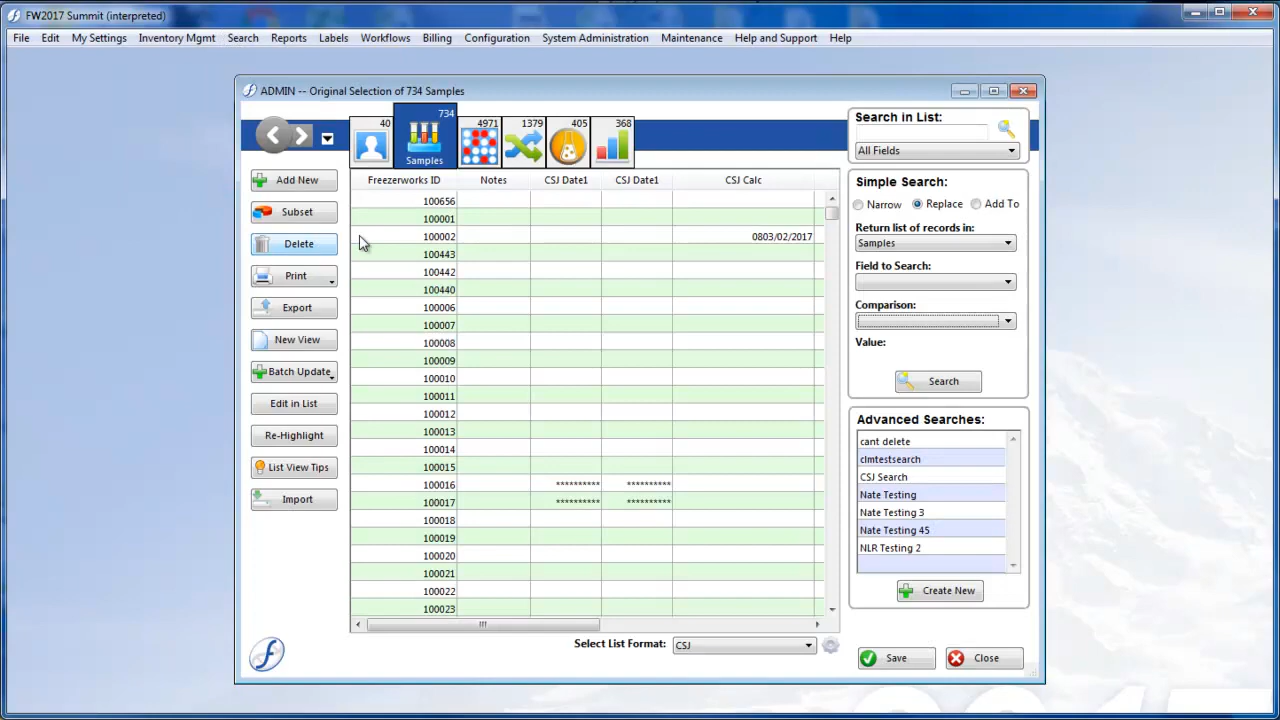 FW2017 Summit (interpreted)
File Edit My Settings Inventory Mgmt Search Reports Labels Workflows Billing Configuration System Administration Maintenance Help and Support Help
ADMIN -- Original Selection of 734 Samples
40 734 4971 1379 405 368
Samples
Add New
Subset
Delete
Print
Export
New View
Batch Update
Edit in List
Re-Highlight
List View Tips
Import
Freezerworks ID Notes CSJ Date1 CSJ Date1 CSJ Calc
100656
100001
100002 0803/02/2017
100443
100442
100440
100006
100007
100008
100009
100010
100011
100012
100013
100014
100015
100016 ********** **********
100017 ********** **********
100018
100019
100020
100021
100022
100023
Select List Format: CSJ
Search in List:
All Fields
Simple Search:
Narrow Replace Add To
Return list of records in:
Samples
Field to Search:
Comparison:
Value:
Search
Advanced Searches:
cant delete
clmtestsearch
CSJ Search
Nate Testing
Nate Testing 3
Nate Testing 45
NLR Testing 2
Create New
Save Close